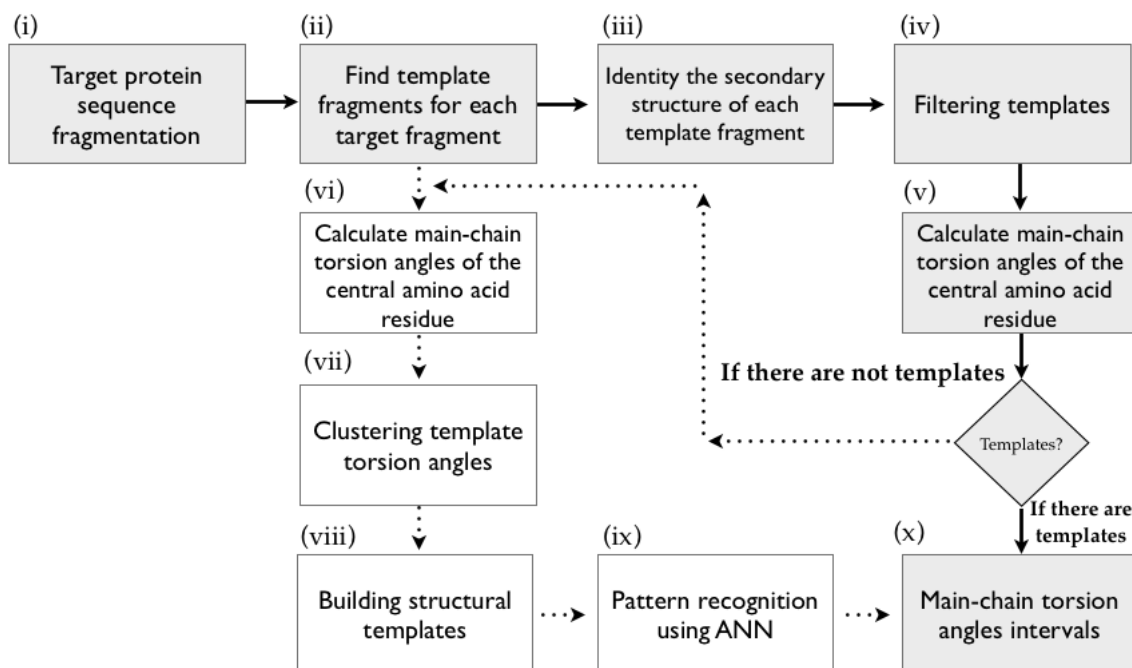 (i)
Target protein
sequence
fragmentation
(ii)
Find template
fragments for each
target fragment
(iii)
Identity the secondary
structure of each
template fragment
(iv)
Filtering templates
(v)
Calculate main-chain
torsion angles of the
central amino acid
residue
(vi)
Calculate main-chain
torsion angles of the
central amino acid
residue
(vii)
Clustering template
torsion angles
If there are not templates
Templates?
If there are
templates
(viii)
Building structural
templates
(ix)
Pattern recognition
using ANN
(x)
Main-chain torsion
angles intervals